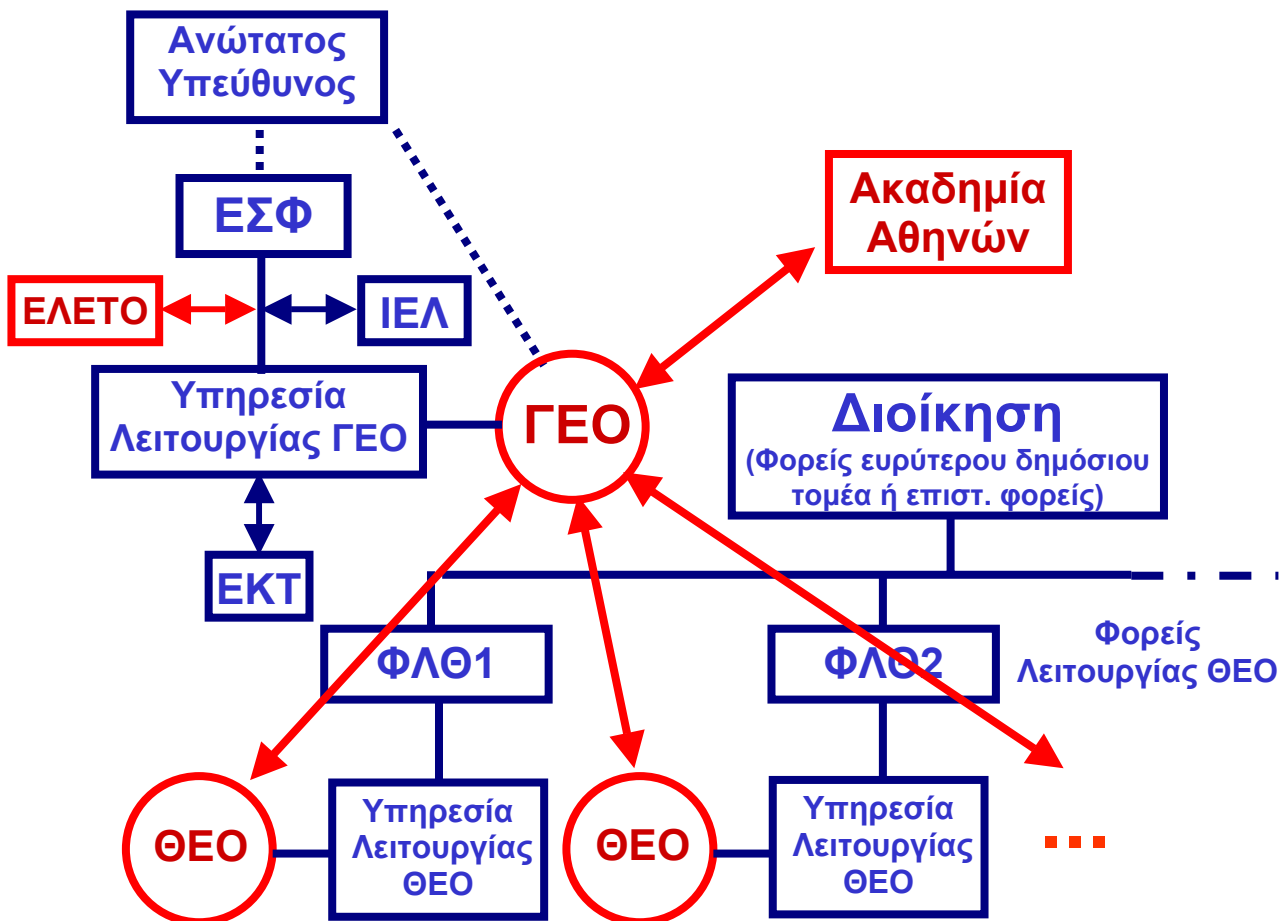 Ανώτατος
Υπεύθυνος
ΕΣΦ
Ακαδημία
Αθηνών
ΕΛΕΤΟ
ΙΕΛ
Υπηρεσία
Λειτουργίας ΓΕΟ
ΓΕΟ
Διοίκηση
(Φορείς ευρύτερου δημόσιου
τομέα ή επιστ. φορείς)
ΕΚΤ
ΦΛΘ1
ΦΛΘ2
Φορείς
Λειτουργίας ΘΕΟ
ΘΕΟ
Υπηρεσία
Λειτουργίας
ΘΕΟ
ΘΕΟ
Υπηρεσία
Λειτουργίας
ΘΕΟ